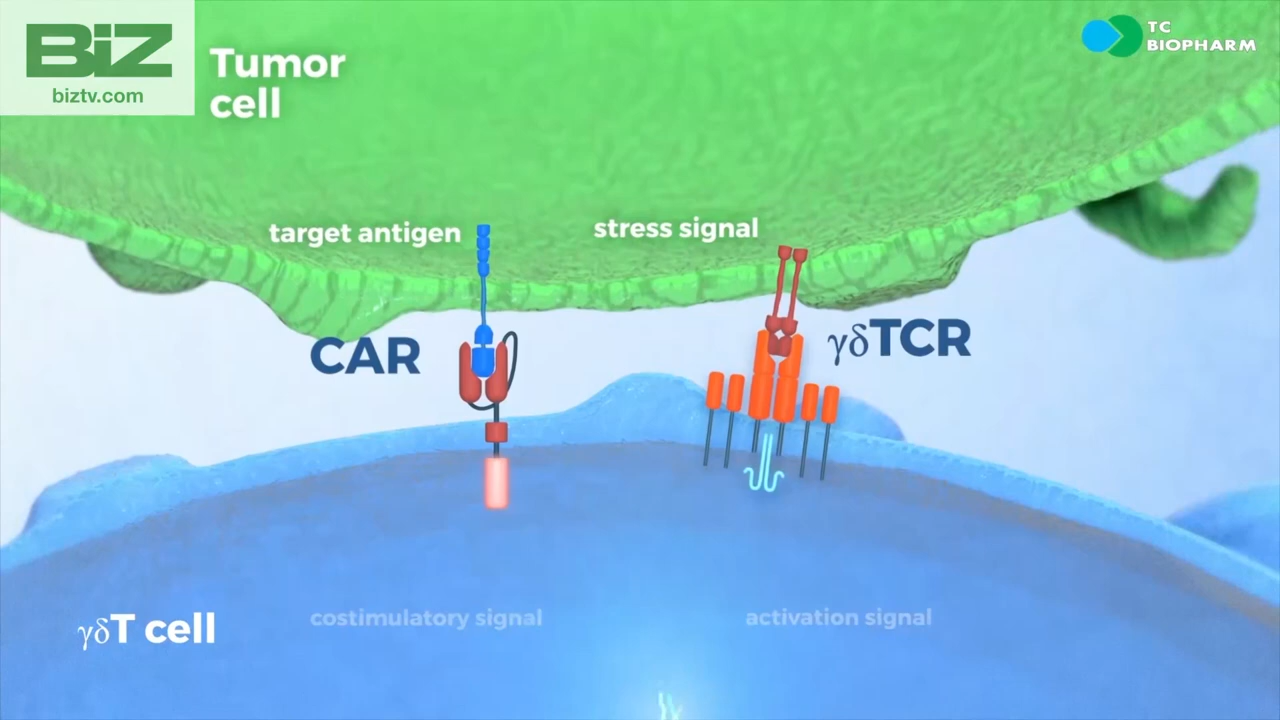 BiZ
biztv.com
Tumor
cell
TC
BIOPHARM
target antigen
stress signal
CAR
γδTCR
costimulatory signal
activation signal
γδT cell